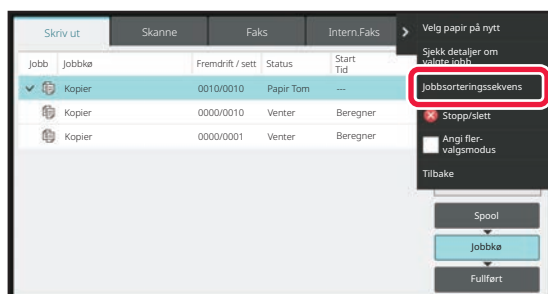 Skriv ut
Skanne
Faks
Intern.Faks
Jobb
Jobbkø
Fremdrift / sett
Status
Start
Tid
Kopier
0010/0010
Papir Tom
---
Kopier
0000/0010
Venter
Beregner
Kopier
0000/0001
Venter
Beregner
Velg papir på nytt
Sjekk detaljer om
valgte jobb
Jobbsorteringssekvens
Stopp/slett
Angi fler-
valgsmodus
Tilbake
Spool
Jobbkø
Fullført